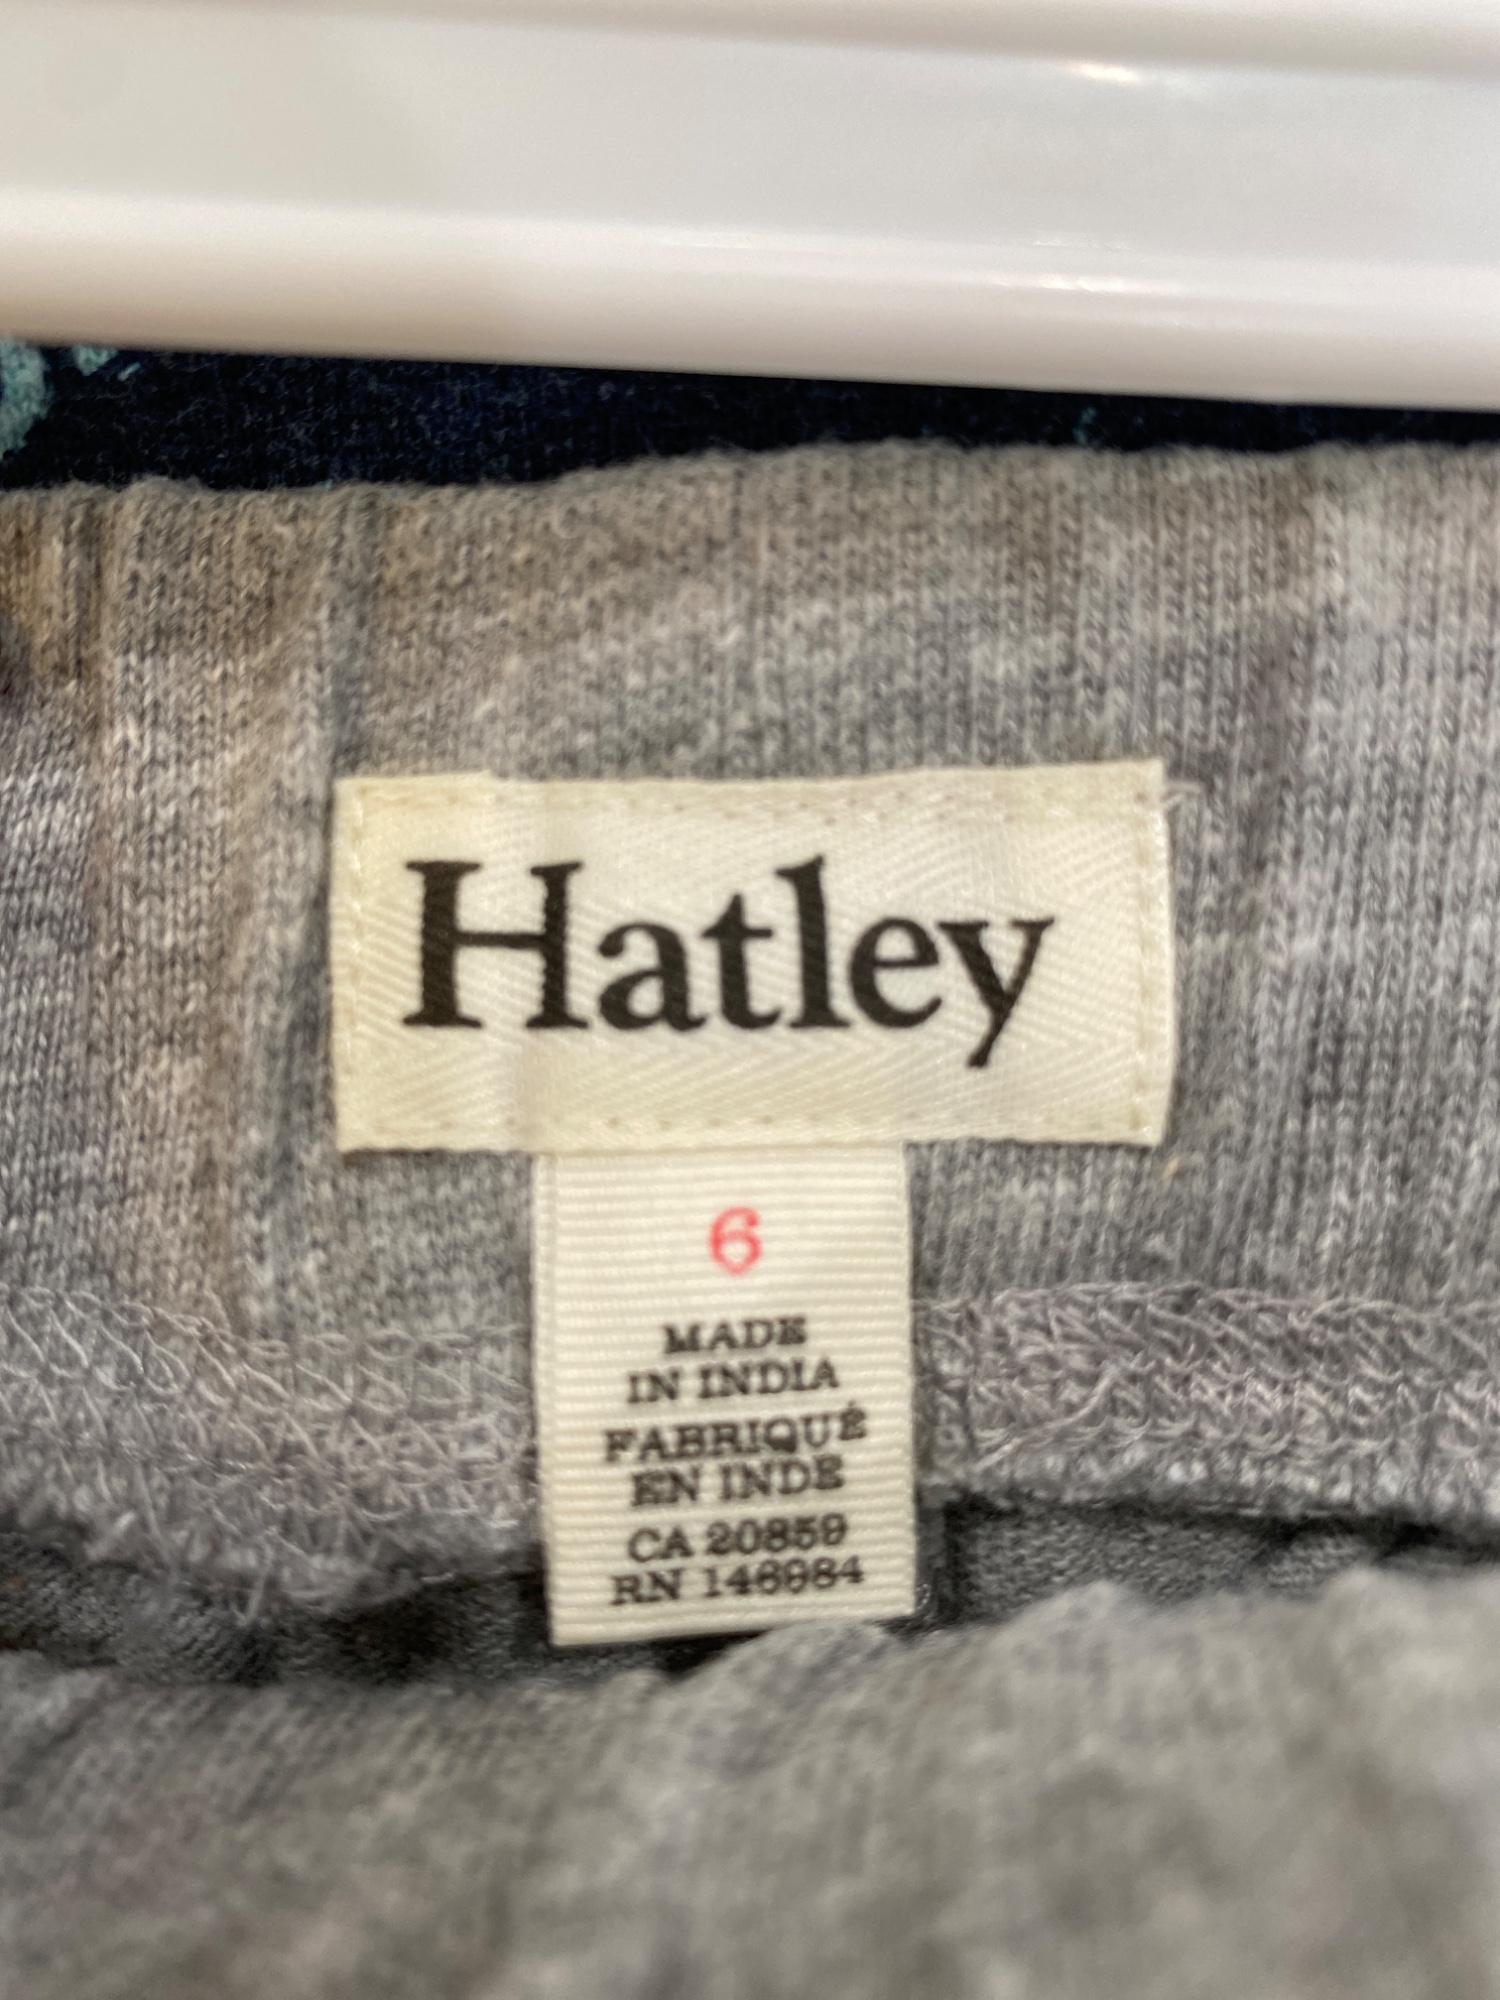 Hatley
6
MADE
IN INDIA
FABRIQUÉ
EN INDE
CA 20859
RN 146984